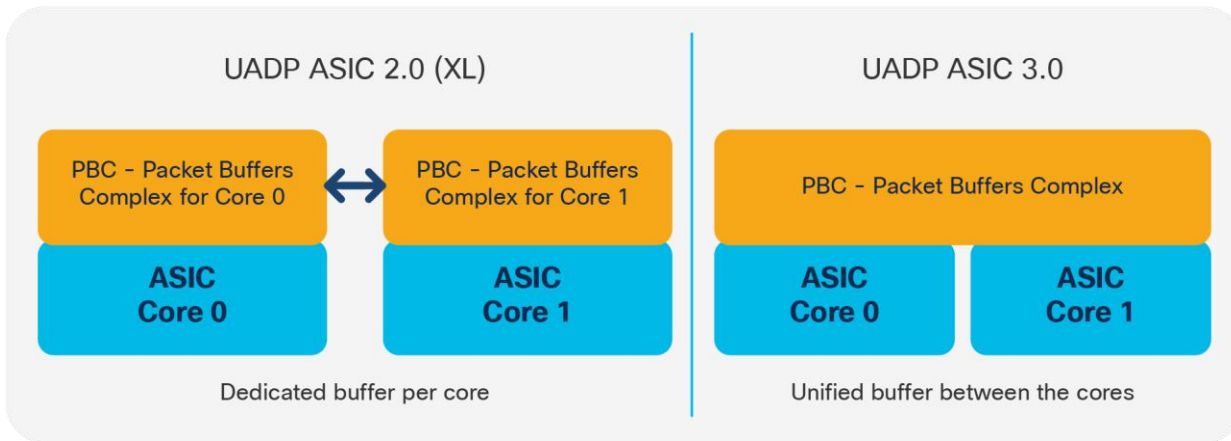 UADP ASIC 2.0 (XL)
PBC - Packet Buffers
Complex for Core 0
PBC - Packet Buffers
Complex for Core 1
ASIC
Core 0
ASIC
Core 1
Dedicated buffer per core
UADP ASIC 3.0
PBC - Packet Buffers Complex
ASIC
Core 0
ASIC
Core 1
Unified buffer between the cores